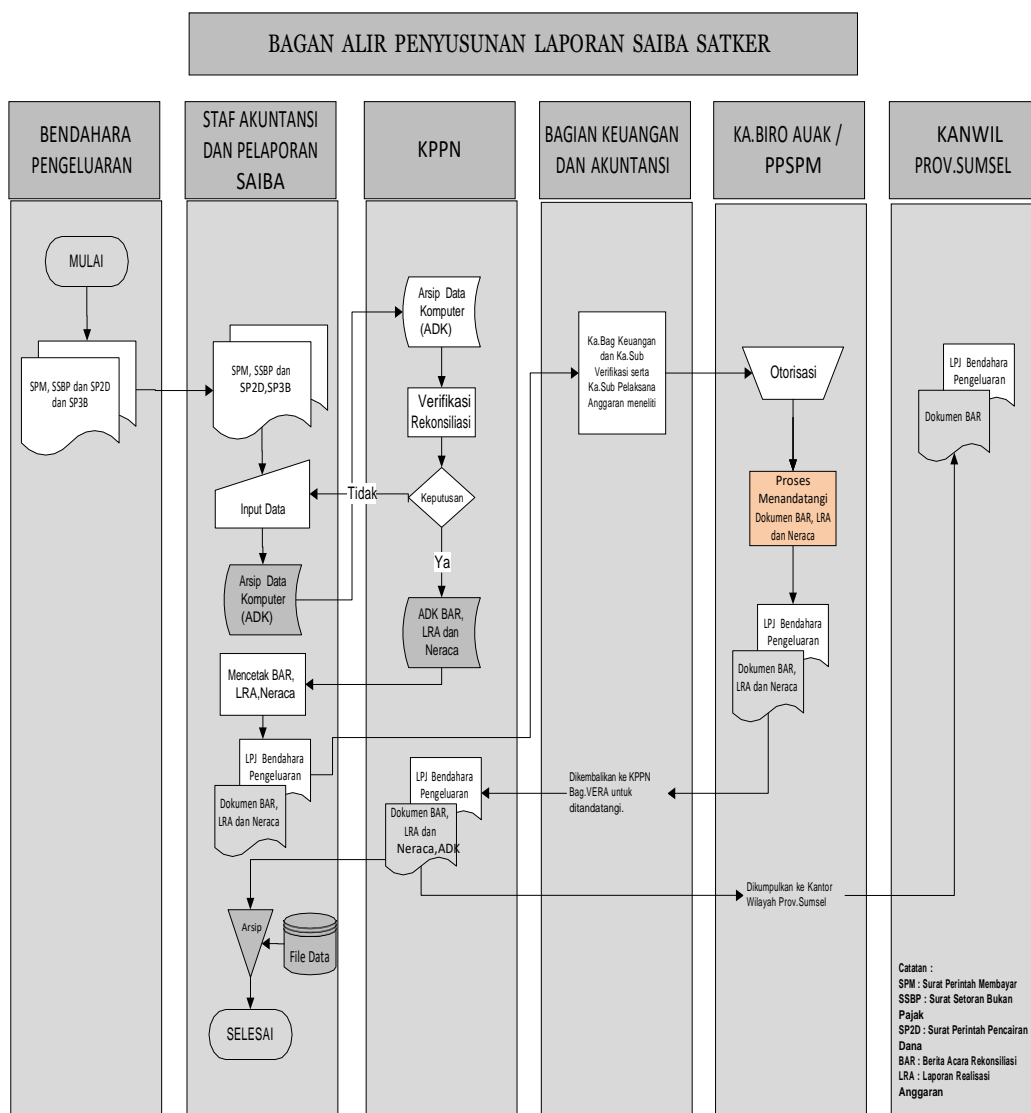 BAGAN ALIR PENYUSUNAN LAPORAN SAIBA SATKER
BENDAHARA
PENGELUARAN
STAF AKUNTANSI
DAN PELAPORAN
SAIBA
KPPN
BAGIAN KEUANGAN
DAN AKUNTANSI
KA.BIRO AUAK /
PPSPM
KANWIL
PROV.SUMSEL
MULAI
SPM, SSBP dan SP2D
dan SP3B
SPM, SSBP dan
SP2D,SP3B
Input Data
Arsip Data
Komputer
(ADK)
Mencetak BAR,
LRA,Neraca
LPJ Bendahara
Pengeluaran
Dokumen BAR,
LRA dan Neraca
Arsip
File Data
SELESAI
Arsip Data
Komputer
(ADK)
Verifikasi
Rekonsiliasi
Keputusan
Tidak
Ya
ADK BAR,
LRA dan
Neraca
LPJ Bendahara
Pengeluaran
Dokumen BAR,
LRA dan
Neraca,ADK
Ka.Bag Keuangan
dan Ka.Sub
Verifikasi serta
Ka.Sub Pelaksana
Anggaran meneliti
Dikembalikan ke KPPN
Bag.VERA untuk
ditandatangi.
Otorisasi
Proses
Menandatangi
Dokumen BAR, LRA
dan Neraca
LPJ Bendahara
Pengeluaran
Dokumen BAR,
LRA dan Neraca
Dikumpulkan ke Kantor
Wilayah Prov.Sumsel
LPJ Bendahara
Pengeluaran
Dokumen BAR
Catatan :
SPM : Surat Perintah Membayar
SSBP : Surat Setoran Bukan
Pajak
SP2D : Surat Perintah Pencairan
Dana
BAR : Berita Acara Rekonsiliasi
LRA : Laporan Realisasi
Anggaran